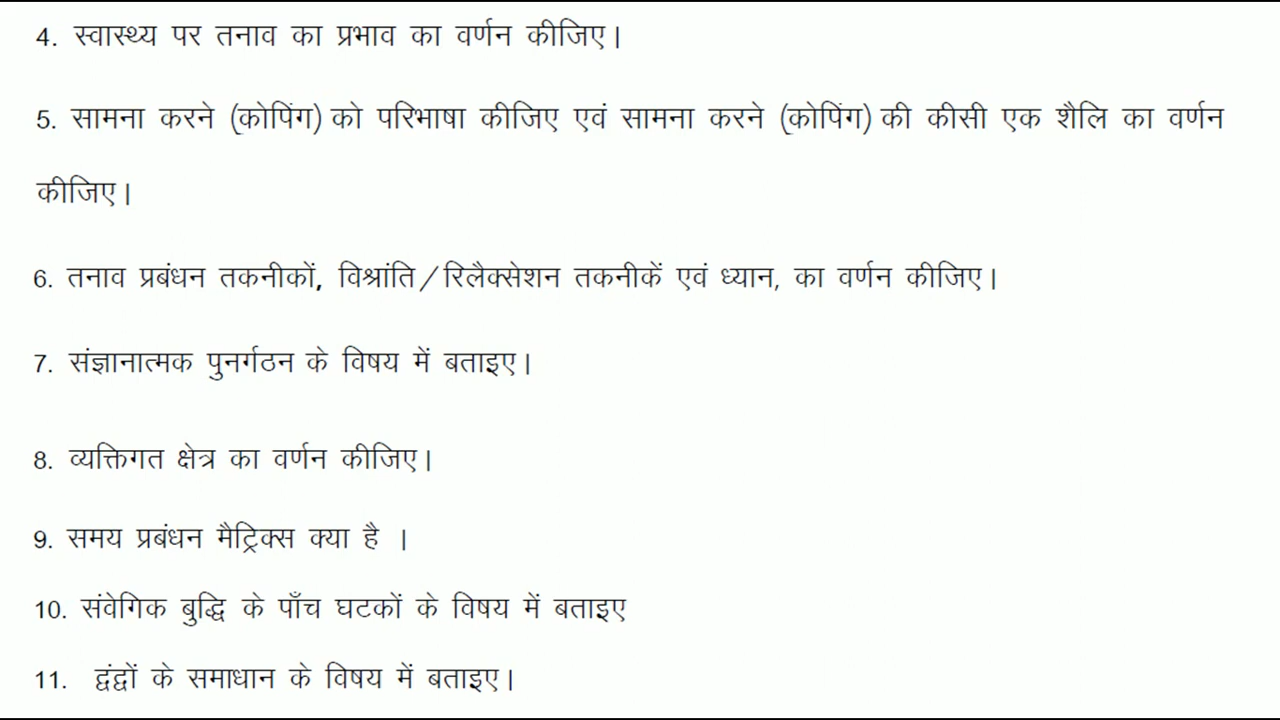 4. स्वास्थ्य पर तनाव का प्रभाव का वर्णन कीजिए।
5. सामना करने (कोपिंग) को परिभाषा कीजिए एवं सामना करने (कोपिंग) की कीसी एक शैलि का वर्णन
कीजिए।
6. तनाव प्रबंधन तकनीकों, विश्रांति/रिलैक्सेशन तकनीकें एवं ध्यान, का वर्णन कीजिए।
7. संज्ञानात्मक पुनर्गठन के विषय में बताइए।
8. व्यक्तिगत क्षेत्र का वर्णन कीजिए।
9. समय प्रबंधन मैट्रिक्स क्या है ।
10. संवेगिक बुद्धि के पाँच घटकों के विषय में बताइए
11. द्वंद्वों के समाधान के विषय में बताइए।